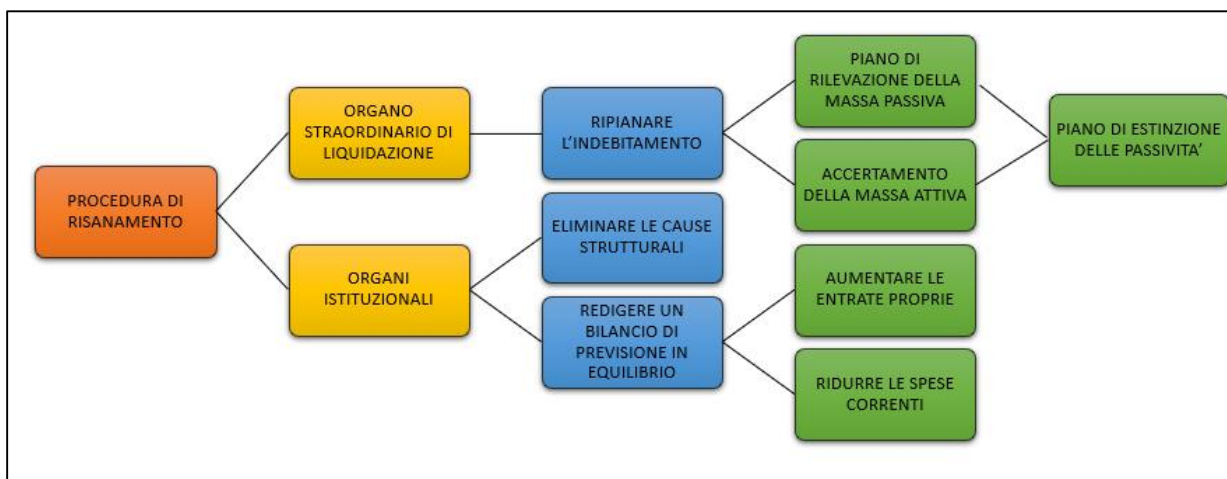 PROCEDURA DI
RISANAMENTO
ORGANO
STRAORDINARIO DI
LIQUIDAZIONE
ORGANI
ISTITUZIONALI
RIPIANARE
L'INDEBITAMENTO
ELIMINARE LE CAUSE
STRUTTURALI
REDIGERE UN
BILANCIO DI
PREVISIONE IN
EQUILIBRIO
PIANO DI
RILEVAZIONE DELLA
MASSA PASSIVA
ACCERTAMENTO
DELLA MASSA ATTIVA
AUMENTARE LE
ENTRATE PROPRIE
RIDURRE LE SPESE
CORRENTI
PIANO DI ESTINZIONE
DELLE PASSIVITA'